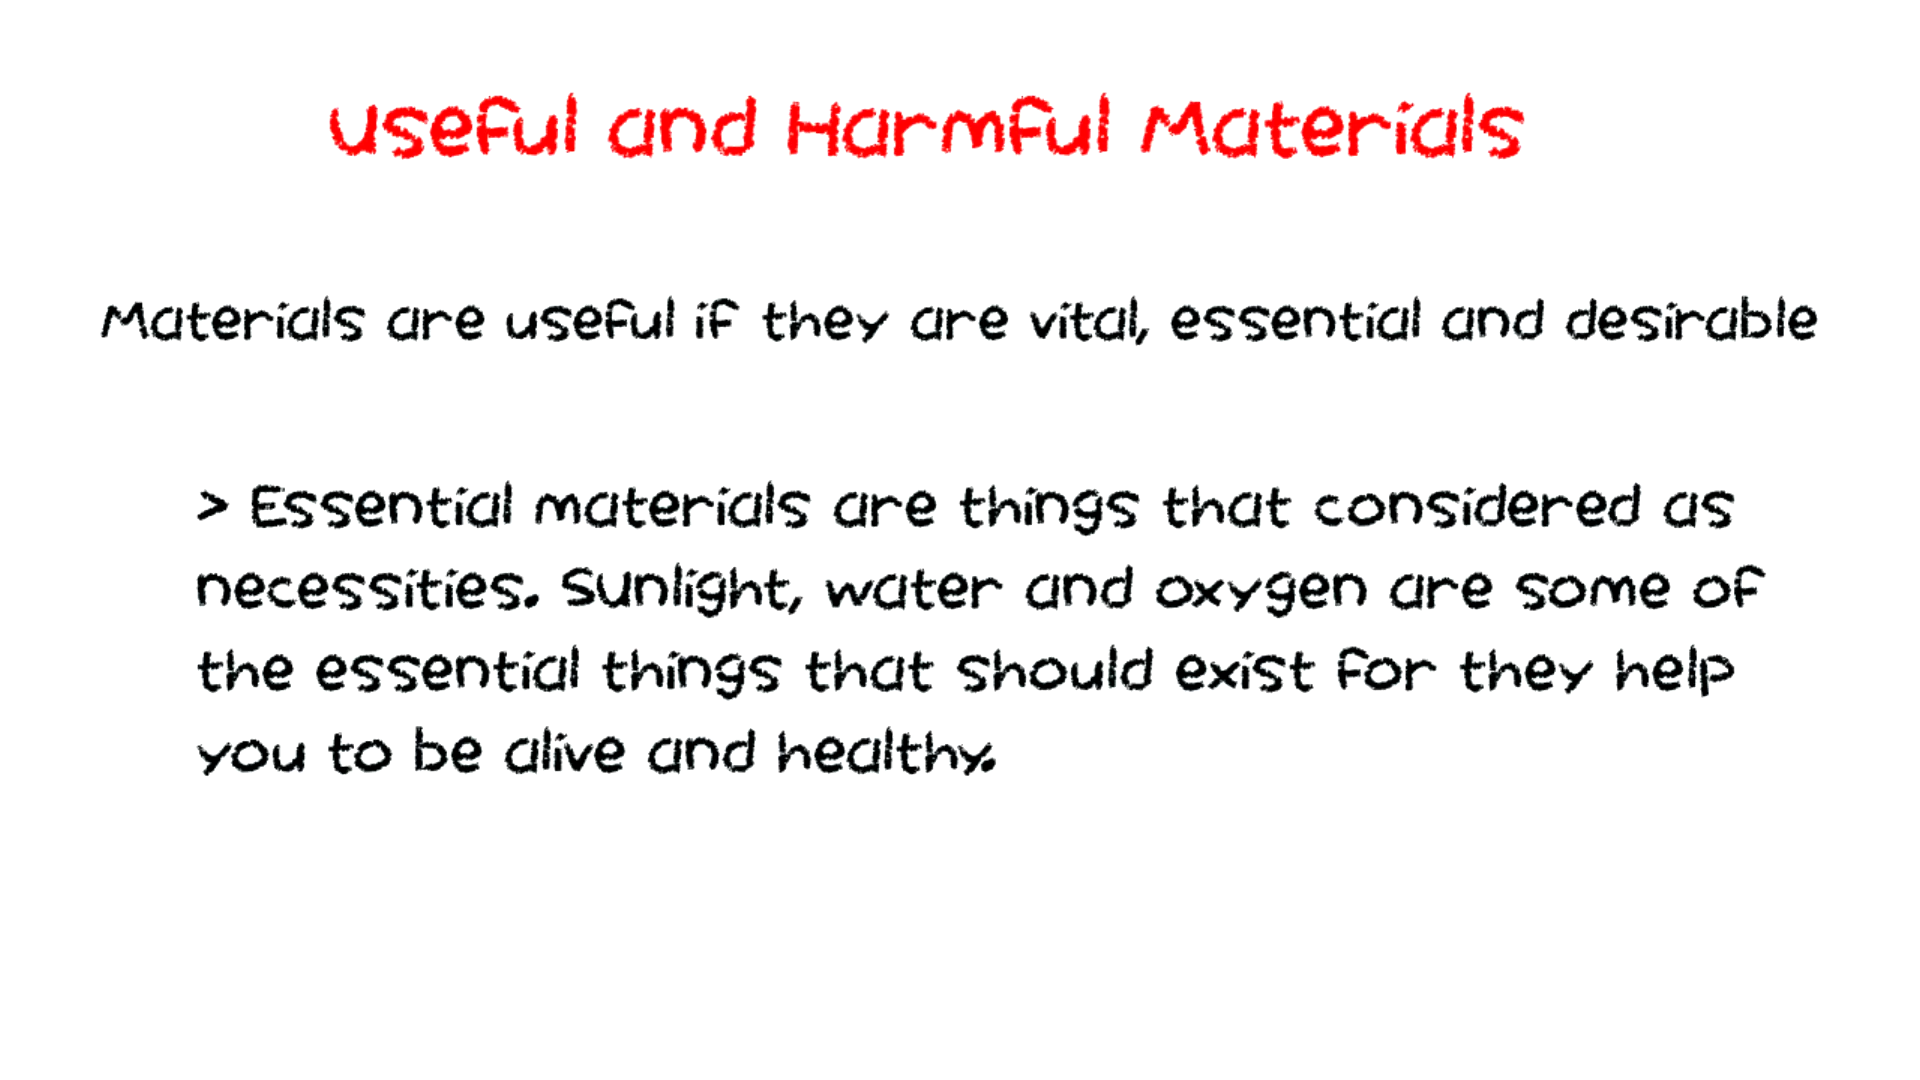 Useful and Harmful Materials
Materials are useful if they are vital, essential and desirable
> Essential materials are things that considered as
necessities. Sunlight, water and oxygen are some of
the essential things that should exist for they help
you to be alive and healthy.